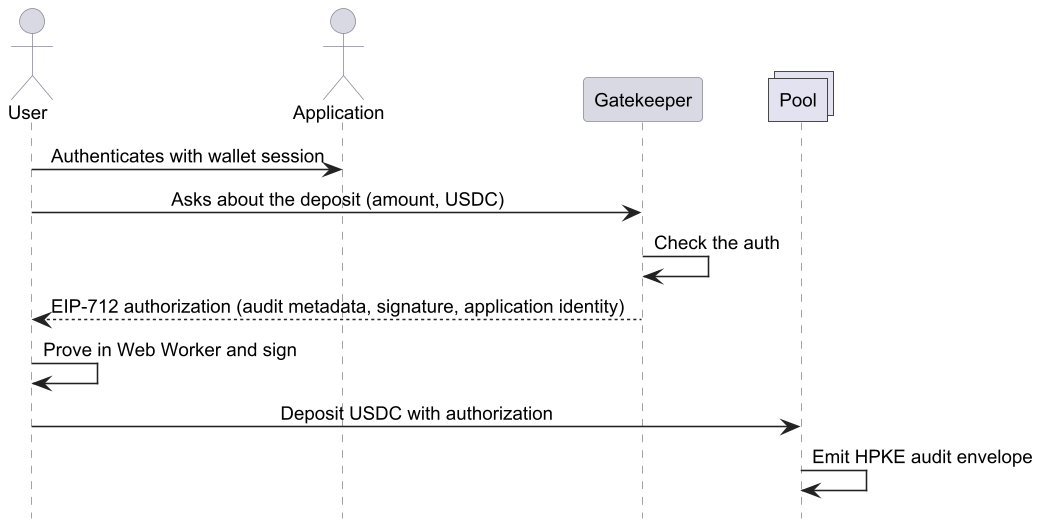 User
Application
Gatekeeper
Pool
Authenticates with wallet session
Asks about the deposit (amount, USDC)
Check the auth
EIP-712 authorization (audit metadata, signature, application identity)
Prove in Web Worker and sign
Deposit USDC with authorization
Emit HPKE audit envelope